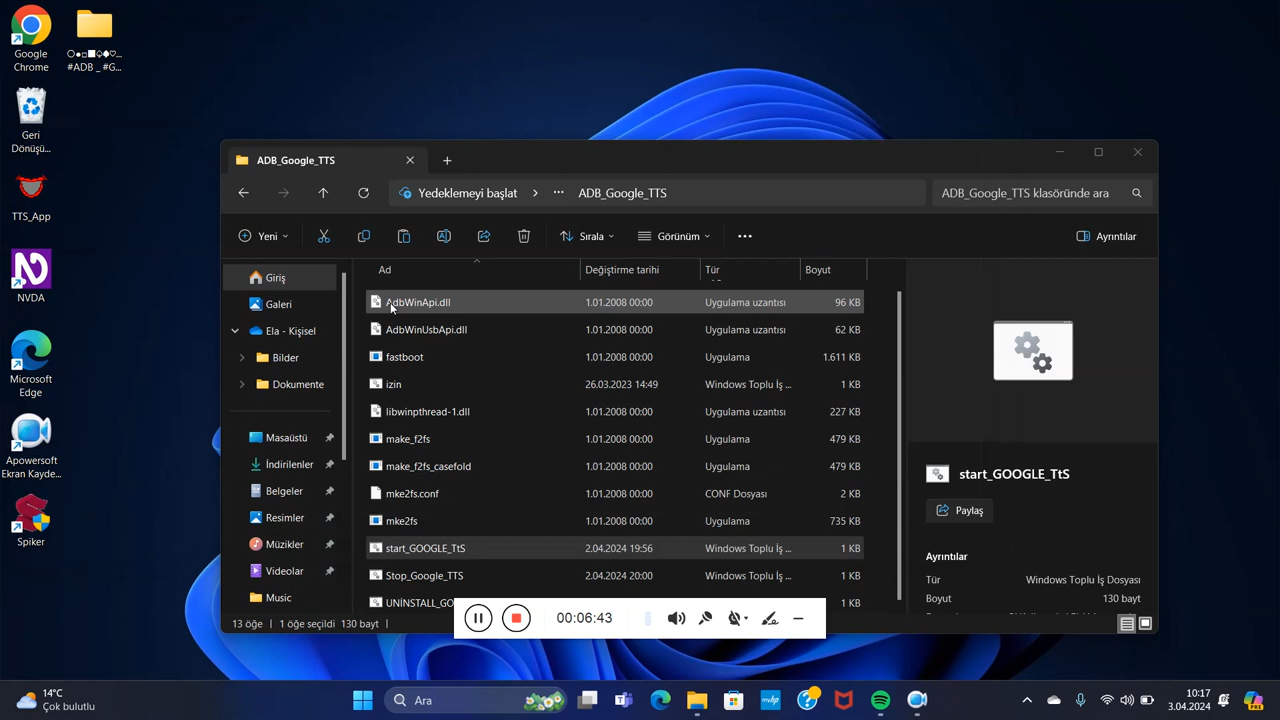 Google
Chrome
○●□■♤♦♡...
#ADB _ #G...
Geri
Dönüşü...
TTS_App
NVDA
Microsoft
Edge
Apowersoft
Ekran Kayde...
Spiker
ADB_Google_TTS
Yedeklemeyi başlat > ... ADB_Google_TTS
ADB_Google_TTS klasöründe ara
Yeni
Sırala
Görünüm
Ayrıntılar
Giriş
Galeri
Ela - Kişisel
Bilder
Dokumente
Masaüstü
İndirilenler
Belgeler
Resimler
Müzikler
Videolar
Music
Ad Değiştirme tarihi Tür Boyut
AdbWinApi.dll 1.01.2008 00:00 Uygulama uzantısı 96 KB
AdbWinUsbApi.dll 1.01.2008 00:00 Uygulama uzantısı 62 KB
fastboot 1.01.2008 00:00 Uygulama 1.611 KB
izin 26.03.2023 14:49 Windows Toplu İş ... 1 KB
libwinpthread-1.dll 1.01.2008 00:00 Uygulama uzantısı 227 KB
make_f2fs 1.01.2008 00:00 Uygulama 479 KB
make_f2fs_casefold 1.01.2008 00:00 Uygulama 479 KB
mke2fs.conf 1.01.2008 00:00 CONF Dosyası 2 KB
mke2fs 1.01.2008 00:00 Uygulama 735 KB
start_GOOGLE_TtS 2.04.2024 19:56 Windows Toplu İş ... 1 KB
Stop_Google_TTS 2.04.2024 20:00 Windows Toplu İş ... 1 KB
UNİNSTALL_GO 1 KB
start_GOOGLE_TtS
Paylaş
Ayrıntılar
Tür Windows Toplu İş Dosyası
Boyut 130 bayt
00:06:43
13 öğe | 1 öğe seçildi 130 bayt |
14°C
Çok bulutlu
Ara
10:17
3.04.2024